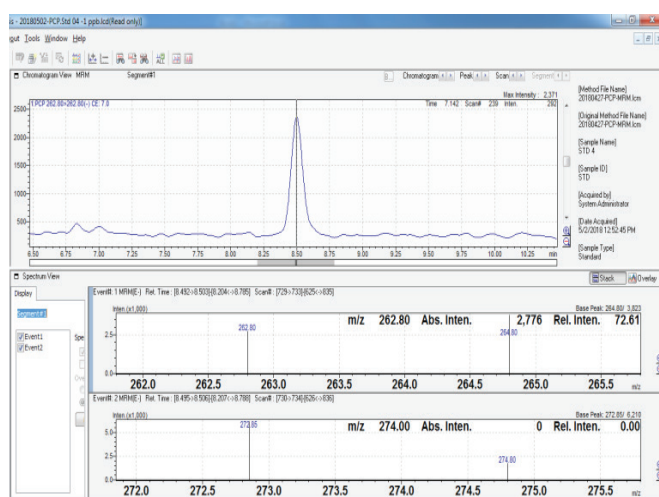 s - 20180502-PCP.Std 04 -1 ppb.lcd(Read only)]
out Tools Window Help
Chromatogram View MRM Segment#1 Chromatogram Peak Scan Segment
Max Intensity : 2,371
1.PCP 262.80>262.80(-) CE: 7.0 Time 7.142 Scan# 239 Inten. 292
2500
2000
1500
1000
500
6.50 6.75 7.00 7.25 7.50 7.75 8.00 8.25 8.50 8.75 9.00 9.25 9.50 9.75 10.00 10.25 min
[Method File Name]
20180427-PCP-MRM.lcm
[Original Method File Name]
20180427-PCP-MRM.lcm
[Sample Name]
STD 4
[Sample ID]
STD
[Acquired by]
System Administrator
[Date Acquired]
5/2/2018 12:52:45 PM
[Sample Type]
Standard
Spectrum View Stack Overlay
Display
Segment#1
Event1
Event2
Spe
Ove
Event#: 1 MRM(E-) Ret. Time : [8.492->8.503]-[8.204<->8.785] Scan# : [729->733]-[625<->835]
Inten.(x1,000) Base Peak: 264.80/ 3,823
m/z 262.80 Abs. Inten. 2,776 Rel. Inten. 72.61
262.80
264.80
2.5
0.0
262.0 262.5 263.0 263.5 264.0 264.5 265.0 265.5 m/z
Event#: 2 MRM(E-) Ret. Time : [8.495->8.506]-[8.207<->8.788] Scan# : [730->734]-[626<->836]
Inten.(x1,000) Base Peak: 272.85/ 6,210
m/z 274.00 Abs. Inten. 0 Rel. Inten. 0.00
272.85
274.80
5.0
2.5
0.0
272.0 272.5 273.0 273.5 274.0 274.5 275.0 275.5 m/z